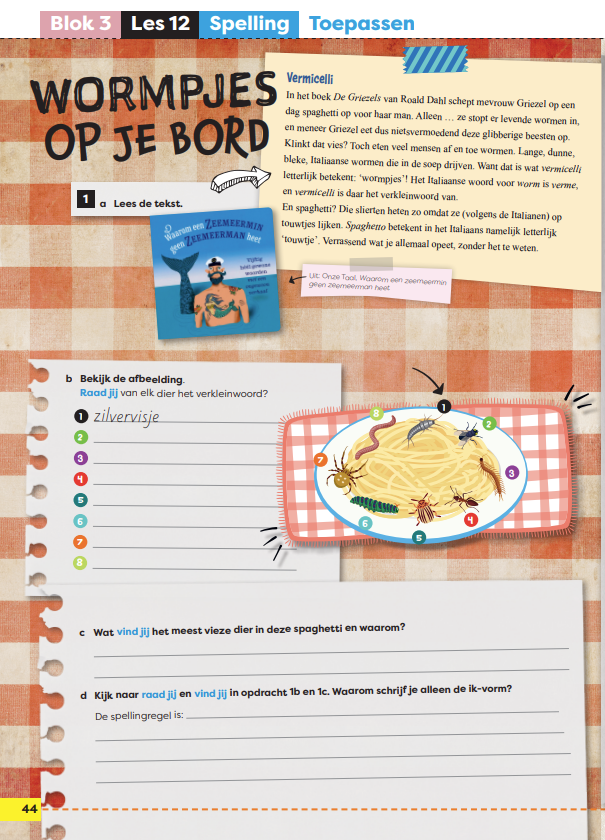 Blok 3 Les 12 Spelling Toepassen
WORMPJES
OP JE BORD
1 a Lees de tekst.
Vermicelli
In het boek De Griezels van Roald Dahl schept mevrouw Griezel op een
dag spaghetti op voor haar man. Alleen … ze stopt er levende wormen in,
en meneer Griezel eet dus nietsvermoedend deze glibberige beesten op.
Klinkt dat vies? Toch eten veel mensen af en toe wormen. Lange, dunne,
bleke, Italiaanse wormen die in de soep drijven. Want dat is wat vermicelli
letterlijk betekent: ‘wormpjes’! Het Italiaanse woord voor worm is verme,
en vermicelli is daar het verkleinwoord van.
En spaghetti? Die slierten heten zo omdat ze (volgens de Italianen) op
touwtjes lijken. Spaghetto betekent in het Italiaans namelijk letterlijk
‘touwtje’. Verrassend wat je allemaal opeet, zonder het te weten.
Waarom een ZEEMEERMIN
geen ZEEMEERMAN heet
Uit: Onze Taal, Waarom een zeemeermin
geen zeemeerman heet
b Bekijk de afbeelding.
Raad jij van elk dier het verkleinwoord?
1 zilvervisje
2
3
4
5
6
7
8
8
1
2
7
3
6
4
5
c Wat vind jij het meest vieze dier in deze spaghetti en waarom?
d Kijk naar raad jij en vind jij in opdracht 1b en 1c. Waarom schrijf je alleen de ik-vorm?
De spellingregel is:
44